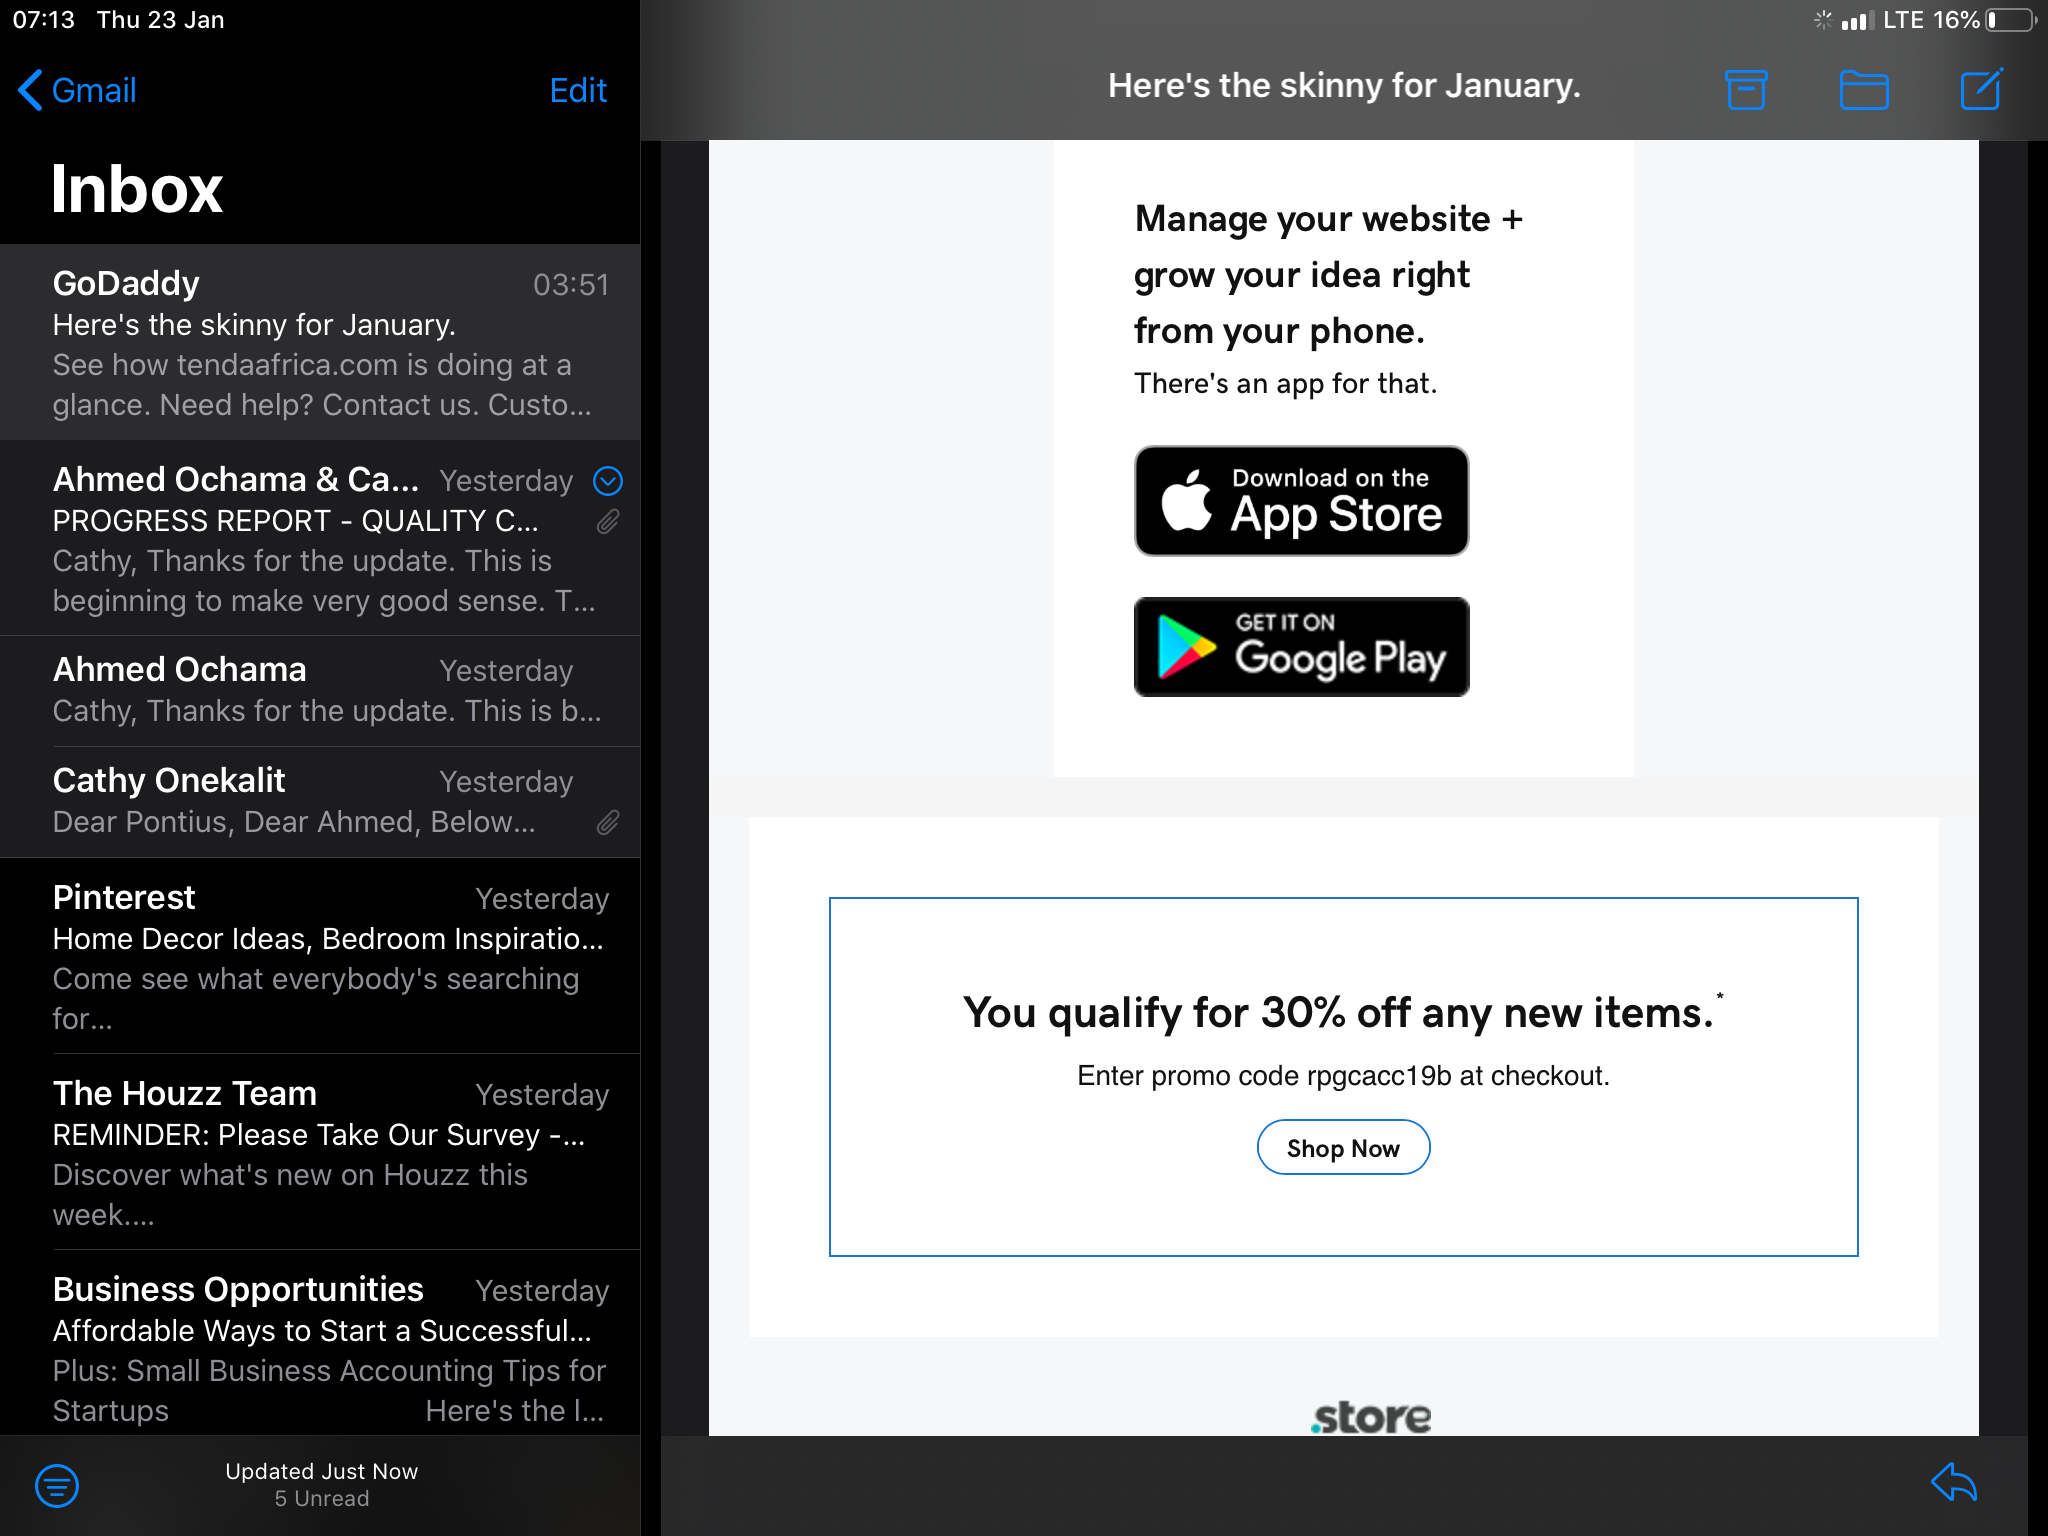 07:13 Thu 23 Jan
LTE 16%
Gmail
Edit
Inbox
GoDaddy 03:51
Here's the skinny for January.
See how tendaafrica.com is doing at a
glance. Need help? Contact us. Custo...
Ahmed Ochama & Ca... Yesterday
PROGRESS REPORT - QUALITY C...
Cathy, Thanks for the update. This is
beginning to make very good sense. T...
Ahmed Ochama Yesterday
Cathy, Thanks for the update. This is b...
Cathy Onekalit Yesterday
Dear Pontius, Dear Ahmed, Below...
Pinterest Yesterday
Home Decor Ideas, Bedroom Inspiratio...
Come see what everybody's searching
for...
The Houzz Team Yesterday
REMINDER: Please Take Our Survey -...
Discover what's new on Houzz this
week....
Business Opportunities Yesterday
Affordable Ways to Start a Successful...
Plus: Small Business Accounting Tips for
Startups Here's the l...
Updated Just Now
5 Unread
Here's the skinny for January.
Manage your website +
grow your idea right
from your phone.
There's an app for that.
Download on the
App Store
GET IT ON
Google Play
You qualify for 30% off any new items.*
Enter promo code rpgcacc19b at checkout.
Shop Now
.store